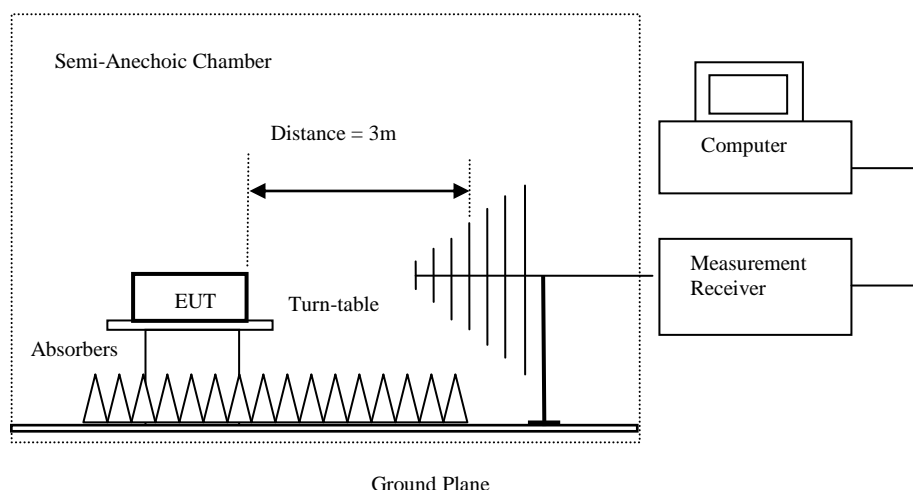 Semi-Anechoic Chamber
Distance = 3m
Computer
Measurement
Receiver
EUT
Turn-table
Absorbers
Ground Plane